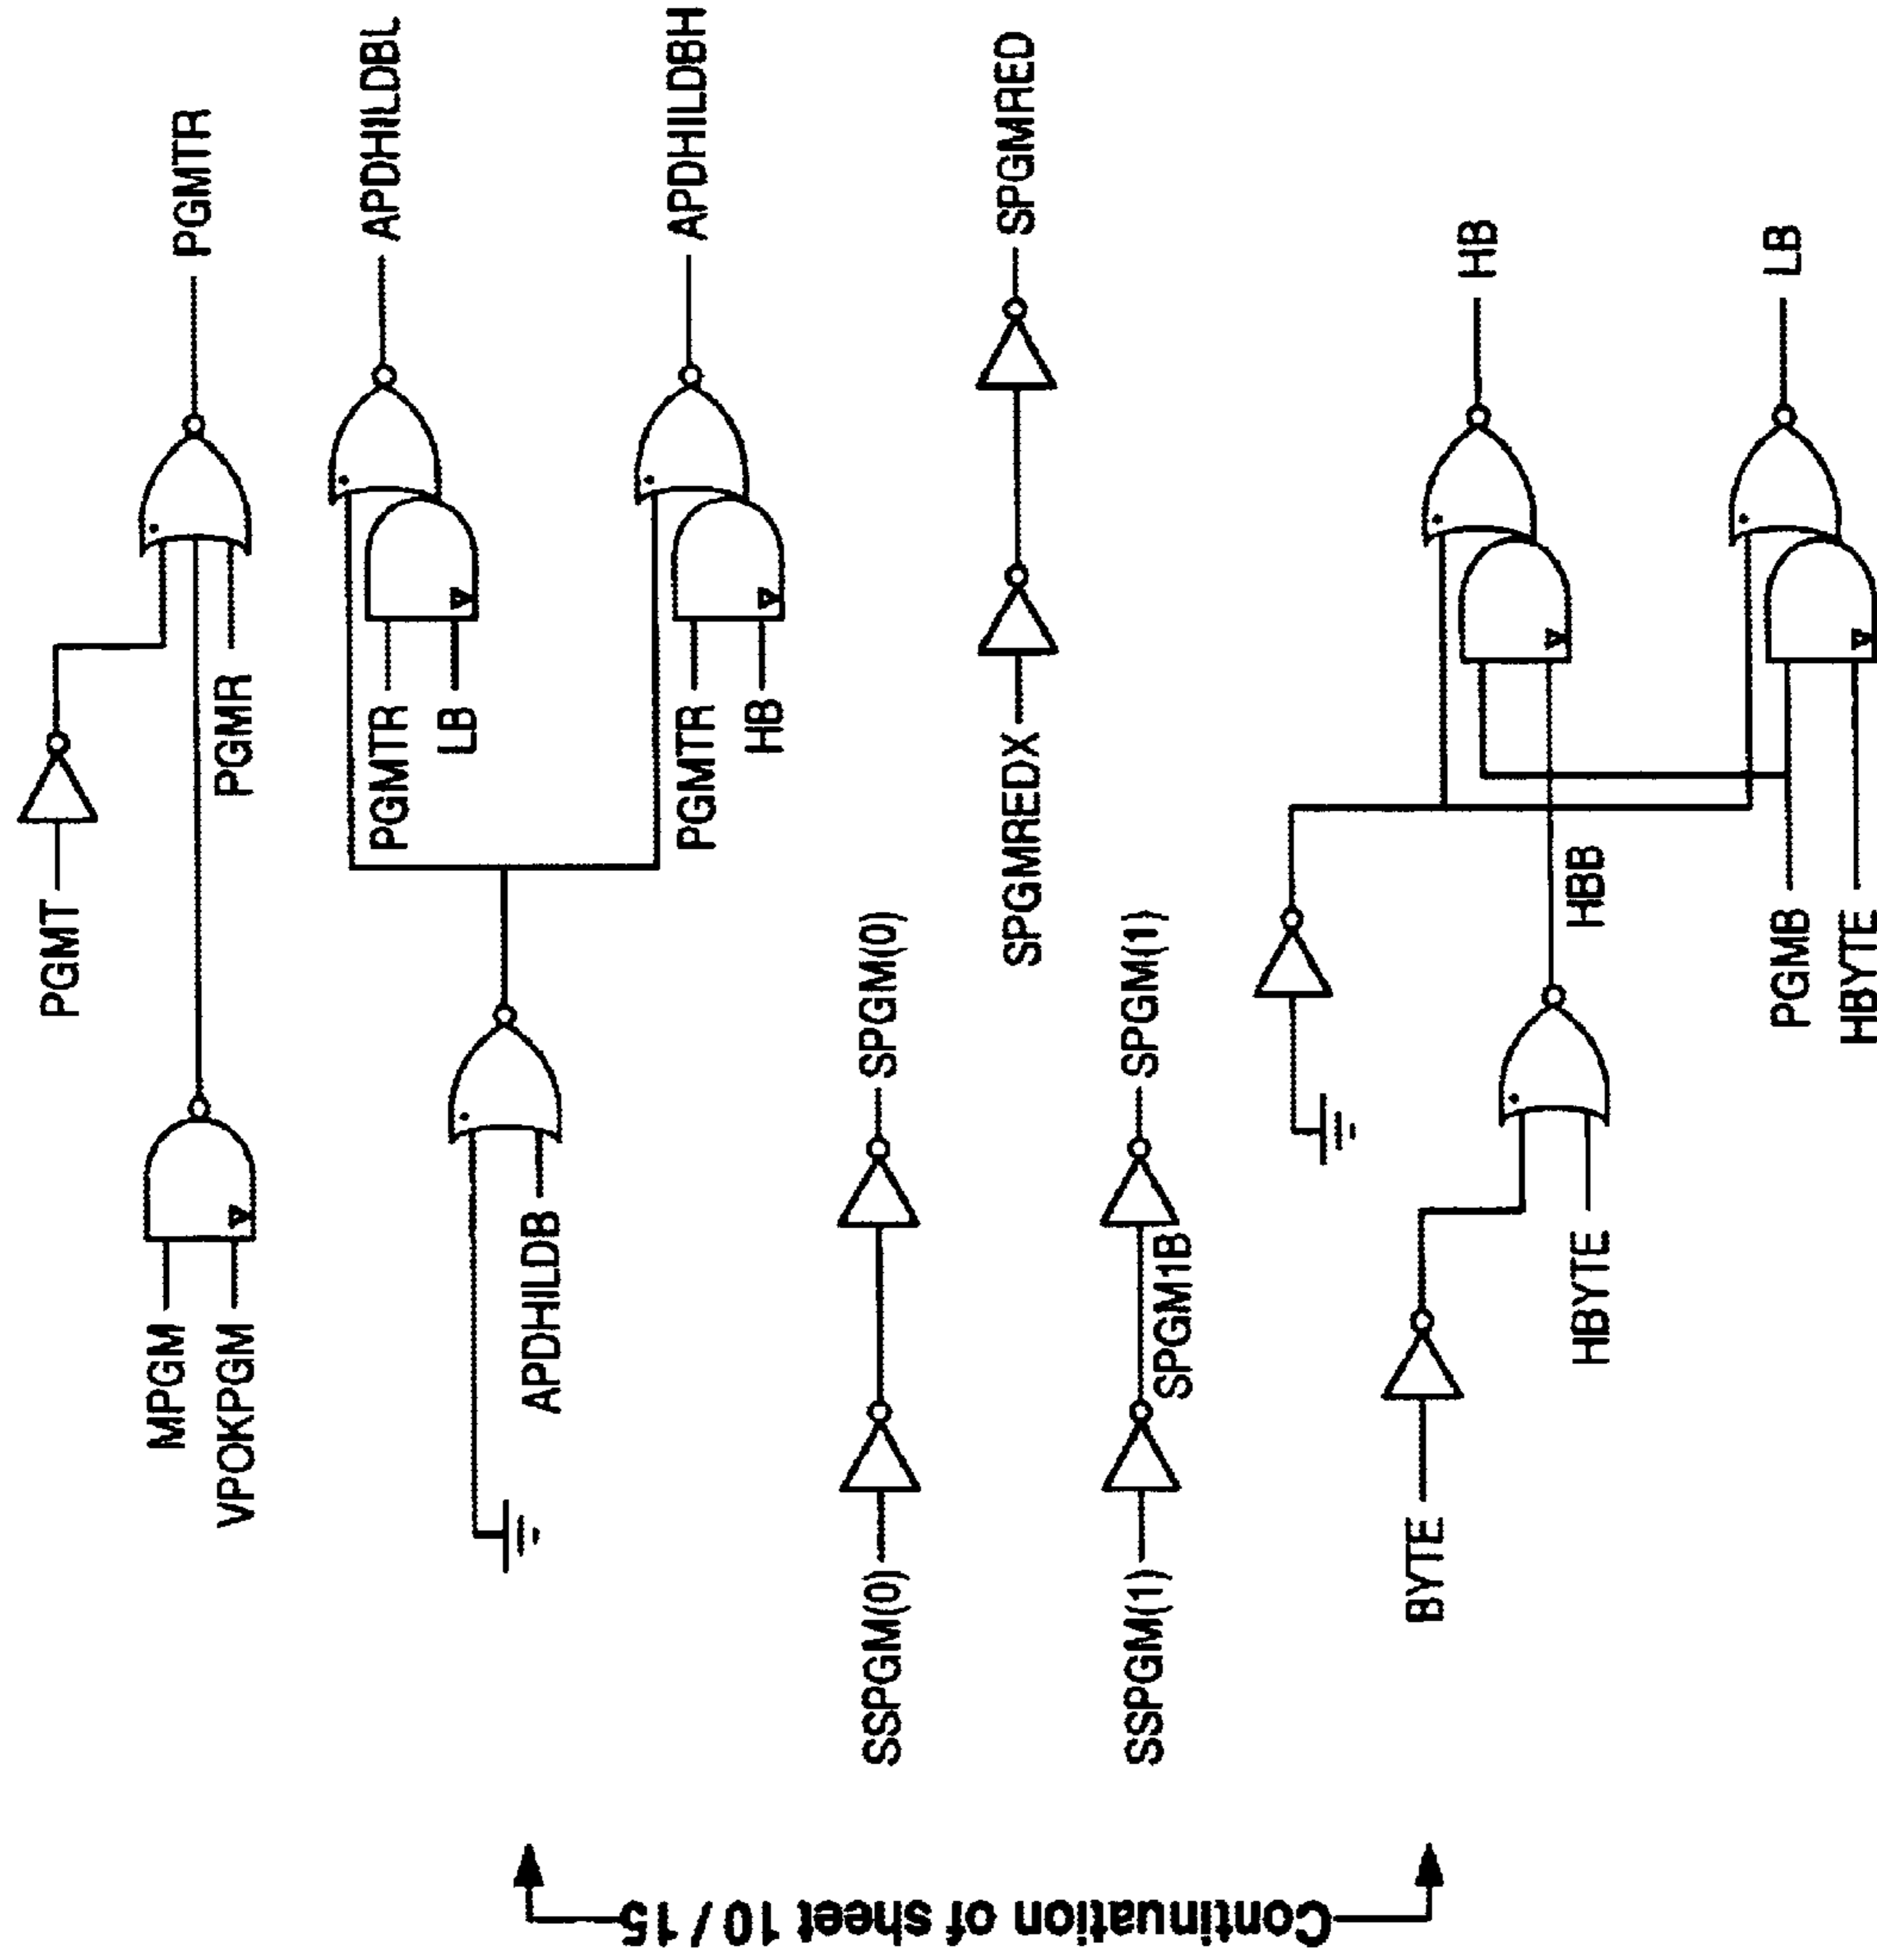 PGMT
PGMTR
MPGM
VPOKPGM
PGMR
APDHILDBL
PGMTR
LB
APDHILDB
PGMTR
HB
APDHILDBH
SSPGM(0)
SPGM(0)
SPGMREDX
SPGMRED
SSPGM(1)
SPGM1B
SPGM(1)
BYTE
HBYTE
HBB
HB
PGMB
HBYTE
LB
Continuation of sheet 10/15